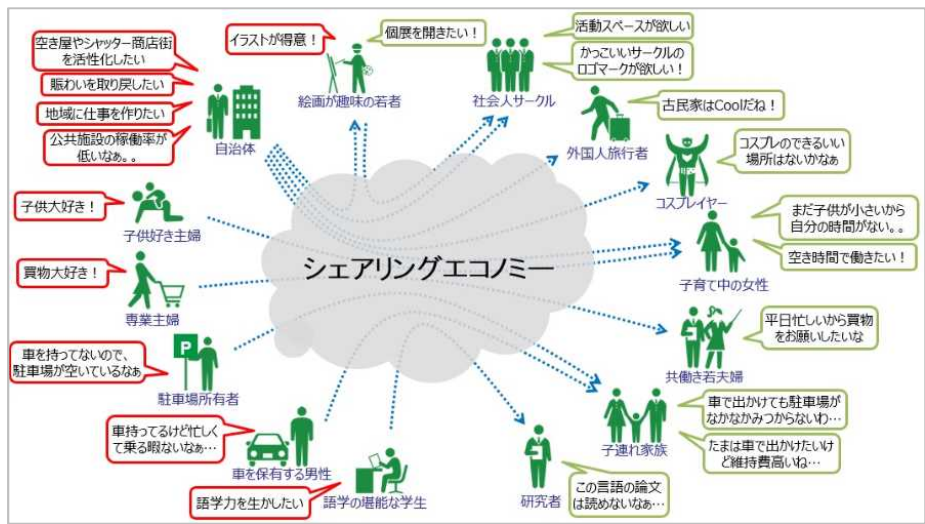 空き屋やシャッター商店街
を活性化したい
賑わいを取り戻したい
地域に仕事を作りたい
公共施設の稼働率が
低いなぁ。。
自治体
イラストが得意！
個展を開きたい！
絵画が趣味の若者
活動スペースが欲しい
かっこいいサークルの
ロゴマークが欲しい！
社会人サークル
古民家はCoolだね！
外国人旅行者
コスプレのできるいい
場所はないかなぁ
コスプレイヤー
子供大好き！
子供好き主婦
まだ子供が小さいから
自分の時間がない。。
空き時間で働きたい！
子育て中の女性
シェアリングエコノミー
買物大好き！
専業主婦
平日忙しいから買物
をお願いしたいな
共働き若夫婦
車を持ってないので、
駐車場が空いているなぁ
駐車場所有者
車で出かけても駐車場が
なかなかみつからないわ…
たまは車で出かけたいけ
ど維持費高いね…
子連れ家族
車持ってるけど忙しく
て乗る暇ないなぁ…
車を保有する男性
語学力を生かしたい
語学の堪能な学生
研究者
この言語の論文
は読めないなぁ…